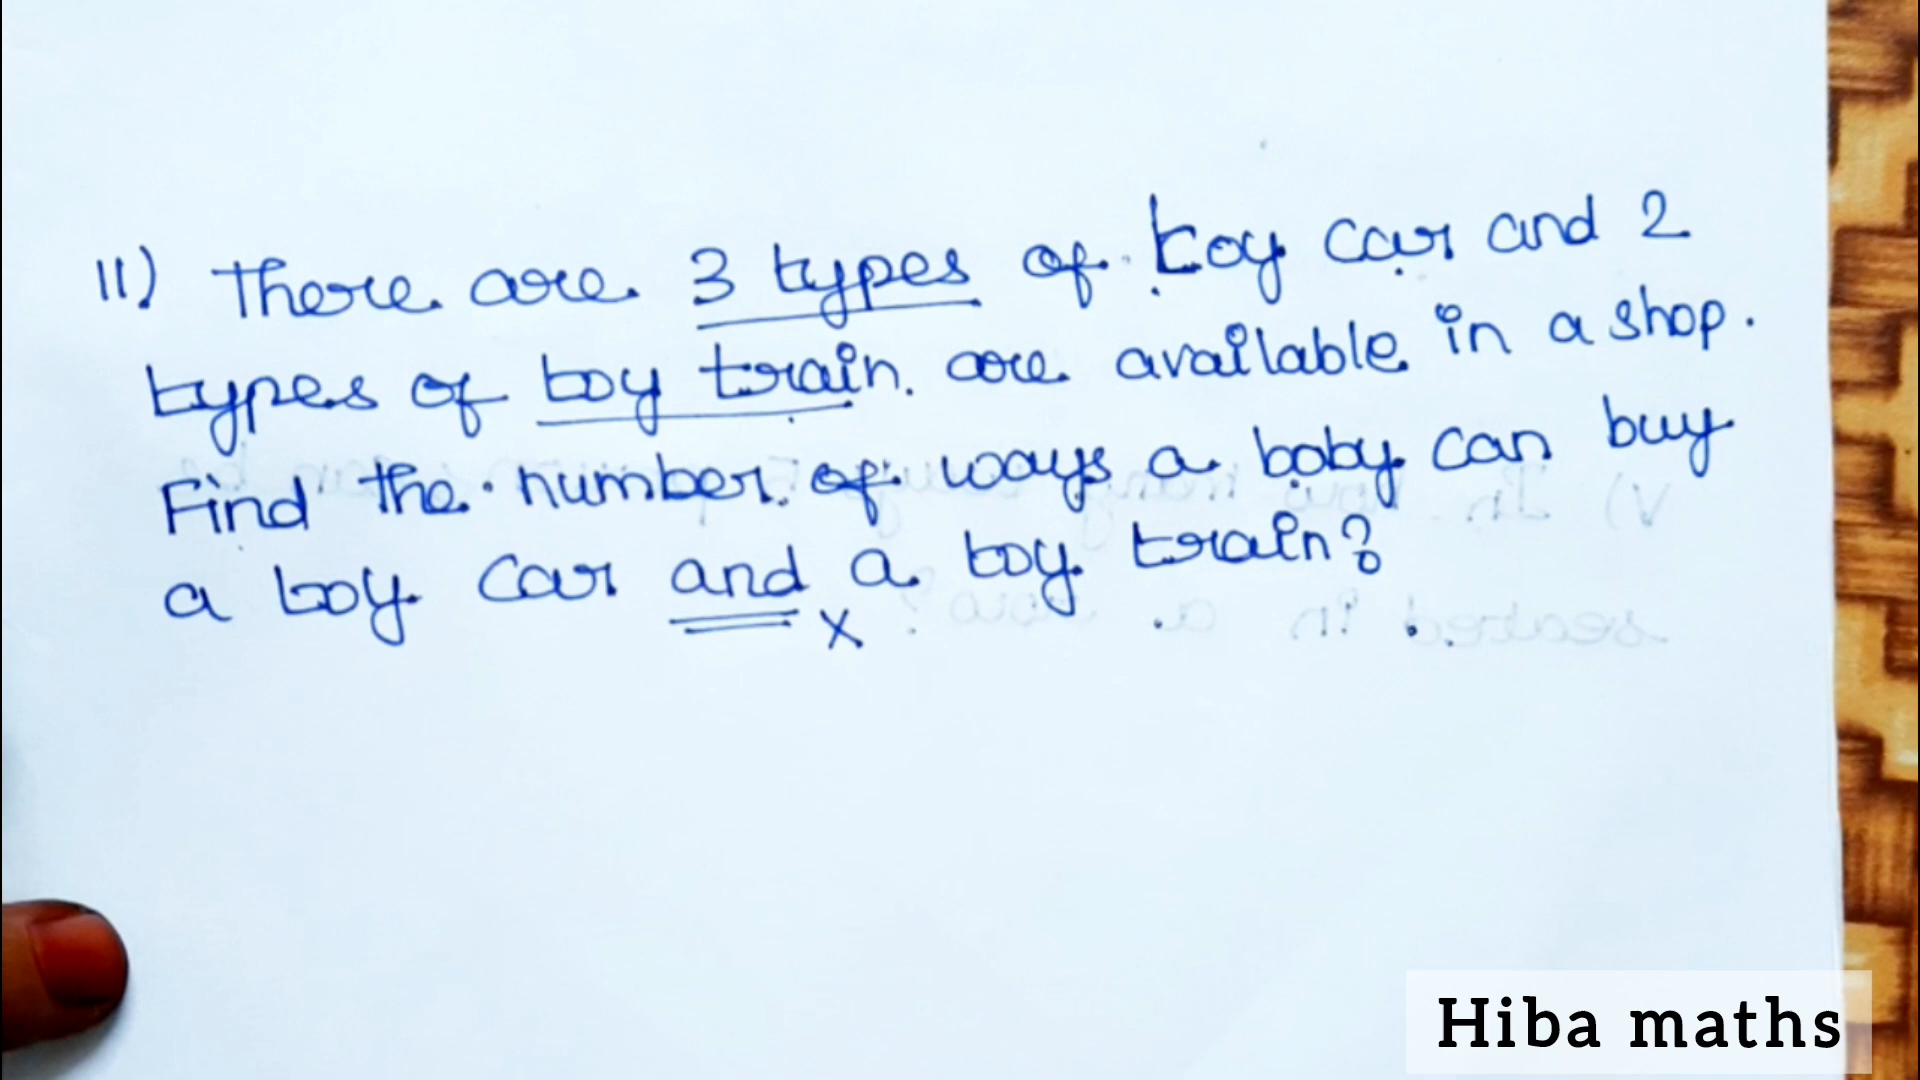 11) There are 3 types of toy car and 2
types of toy train are available in a shop.
Find the number of ways a baby can buy
a toy car and a toy train?
x
Hiba maths